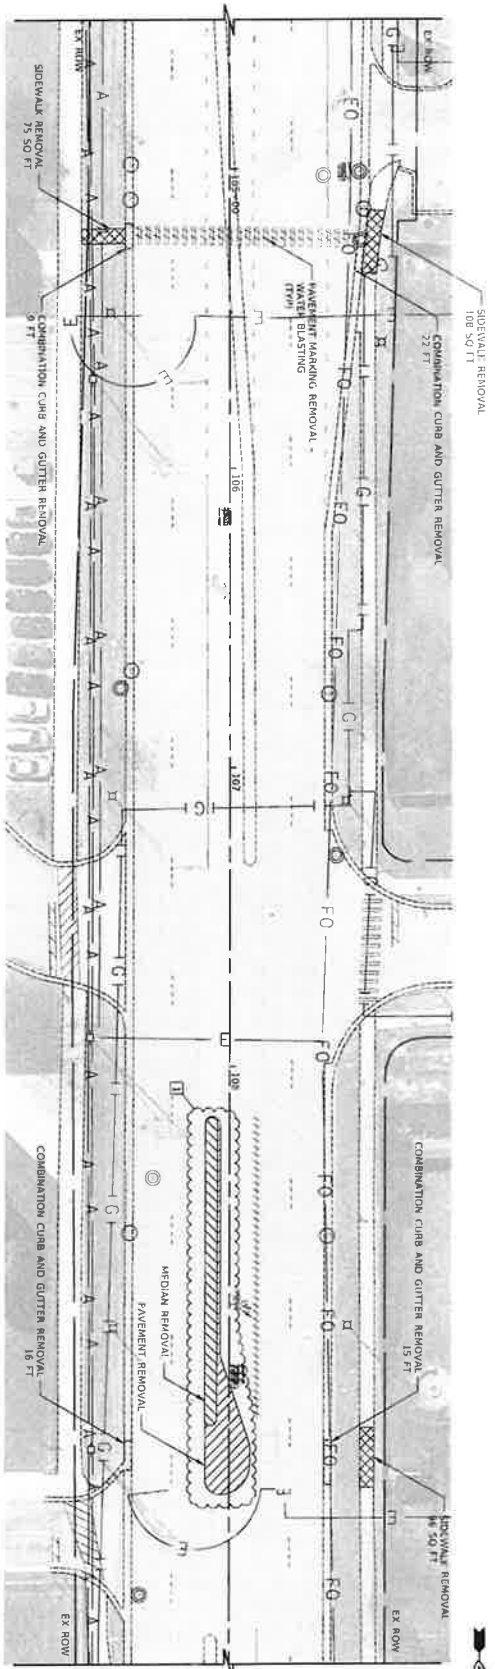 EX ROW
EX ROW
SIDEWALK REMOVAL
108 SQ FT
COMBINATION CURB AND GUTTER REMOVAL
22 FT
PAVEMENT MARKING REMOVAL -
WATER BLASTING
(TYP)
SIDEWALK REMOVAL
75 SQ FT
COMBINATION CURB AND GUTTER REMOVAL
9 FT
105+00
106
107
108
1
MEDIAN REMOVAL
PAVEMENT REMOVAL
COMBINATION CURB AND GUTTER REMOVAL
15 FT
COMBINATION CURB AND GUTTER REMOVAL
16 FT
SIDEWALK REMOVAL
96 SQ FT
EX ROW
EX ROW